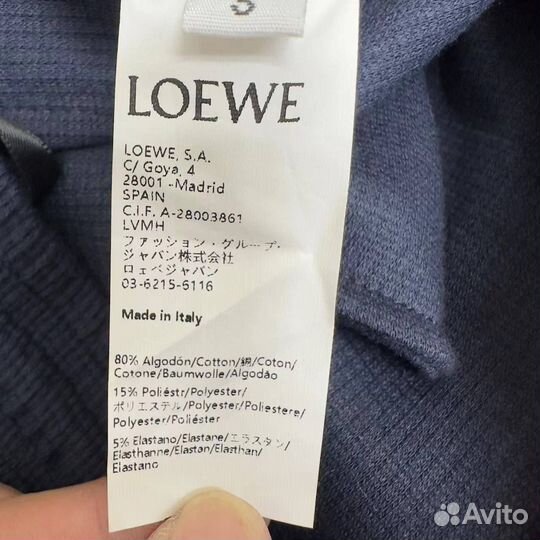 S
LOEWE
LOEWE, S.A.
C/ Goya, 4
28001 -Madrid
SPAIN
C.I.F. A-28003861
LVMH
ファッション・グループ・
ジャパン株式会社
ロエベジャパン
03-6215-6116
Made in Italy
80% Algodón/Cotton/綿/Coton/
Cotone/Baumwolle/Algodão
15% Poliéstr/Polyester/
ポリエステル/Polyester/Poliestere/
Polyester/Poliéster
5% Elastano/Elastane/エラスタン/
Elasthanne/Elastan/Elasthan/
Elastano
Avito